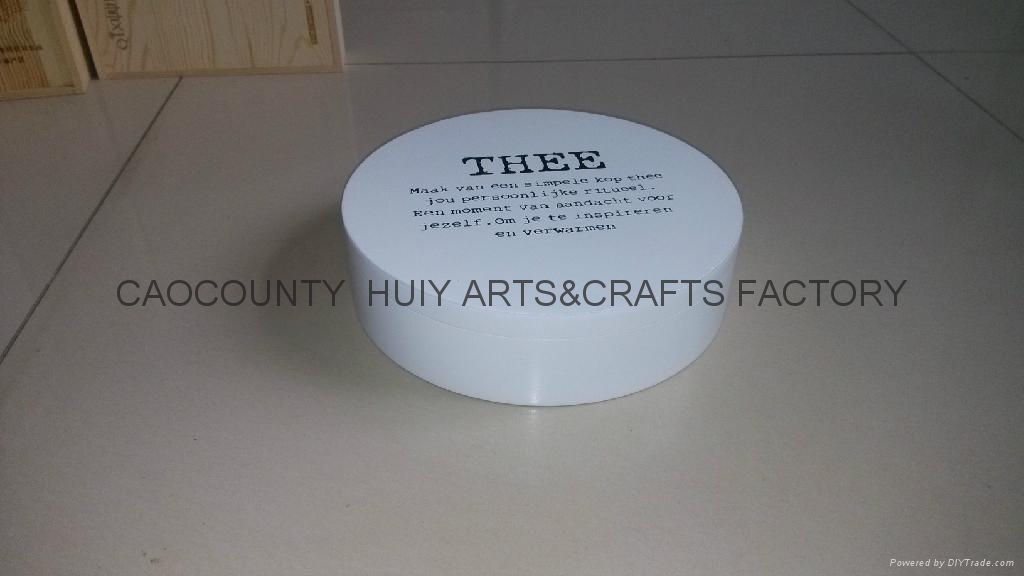 THEE
Maak van een simpele kop thee
jou persoonlijke ritueel.
Een moment van aandacht voor
jezelf.Om je te inspireren
en verwarmen
CAOCOUNTY HUIY ARTS&CRAFTS FACTORY
Powered by DIYTrade.com